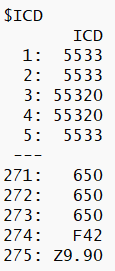 $ICD
ICD
1: 5533
2: 5533
3: 55320
4: 55320
5: 5533
---
271: 650
272: 650
273: 650
274: F42
275: Z9.90